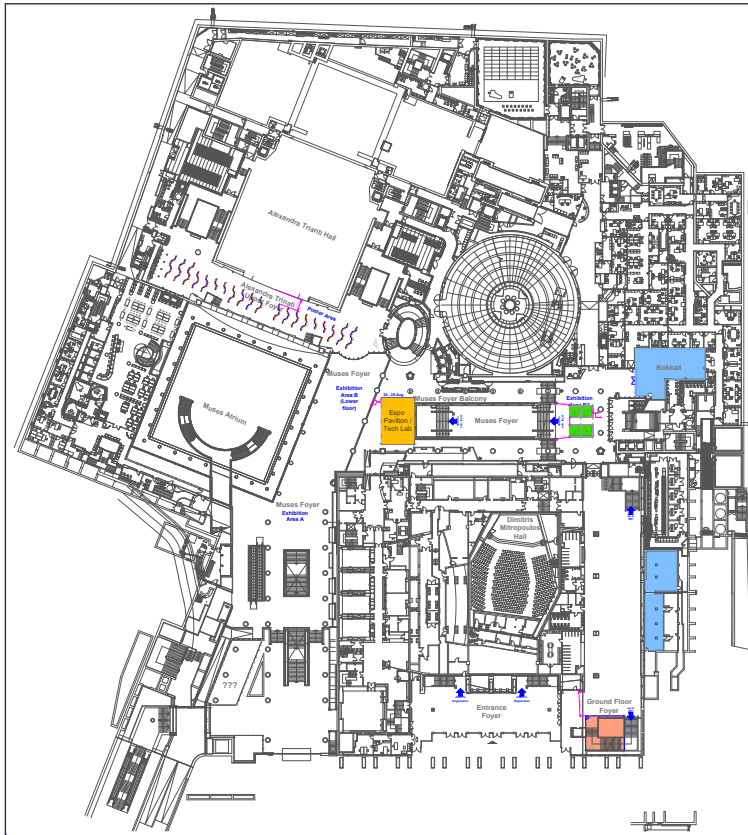 Alexandra Trianti Hall
Alexandra Trinati
Upper Foyer
Poster Area
Muses Foyer
Exhibition
Area B
(Lower
floor)
24 - 28 Aug
Muses Foyer Balcony
Expo
Pavilion /
Tech Lab
Muses Foyer
Exhibition
Kokkali
Muses Atrium
Muses Foyer
Exhibition
Area A
Dimitris
Mitropoulos
Hall
???
Registration
Registration
Entrance
Foyer
Ground Floor
Foyer